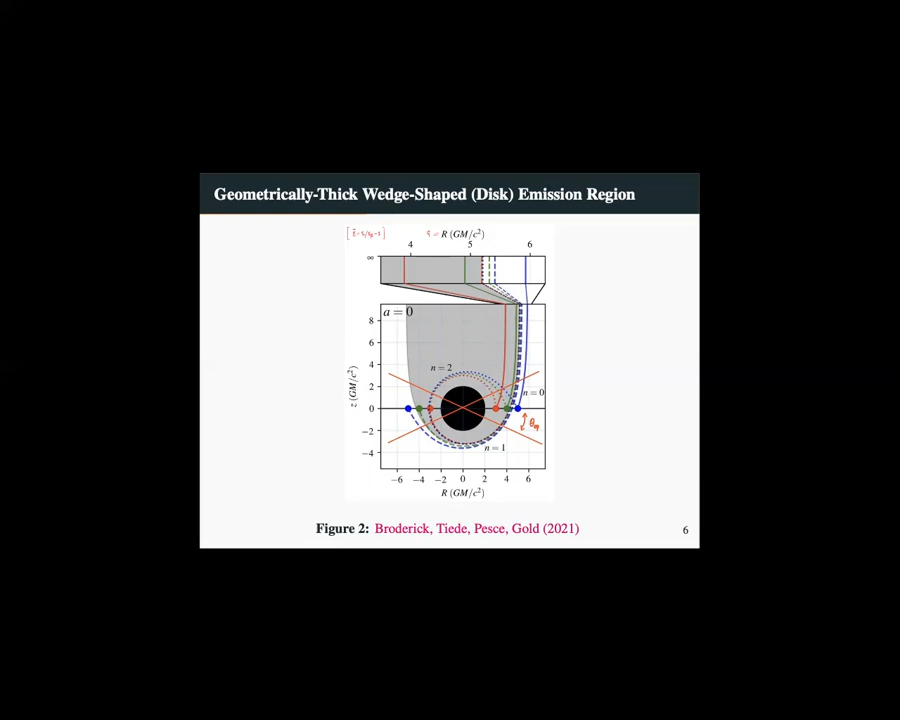 Geometrically-Thick Wedge-Shaped (Disk) Emission Region
R (GM/c²)
4 5 6
∞
a = 0
8
6
4
2
0
−2
−4
z (GM/c²)
n = 2
n = 0
n = 1
θ
−6 −4 −2 0 2 4 6
R (GM/c²)
Figure 2: Broderick, Tiede, Pesce, Gold (2021)
6